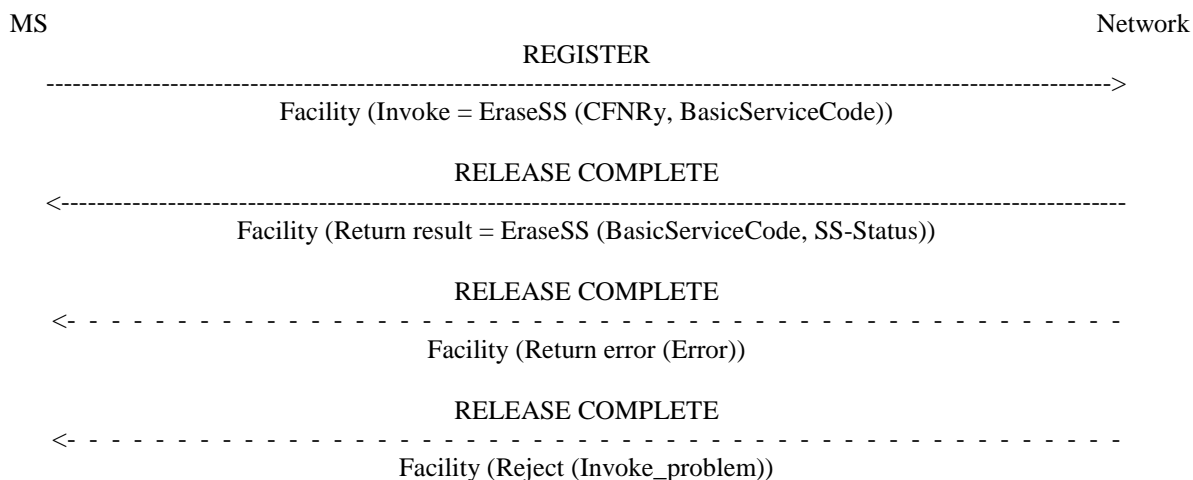 MS Network
REGISTER
Facility (Invoke = EraseSS (CFNRy, BasicServiceCode))
RELEASE COMPLETE
Facility (Return result = EraseSS (BasicServiceCode, SS-Status))
RELEASE COMPLETE
Facility (Return error (Error))
RELEASE COMPLETE
Facility (Reject (Invoke_problem))